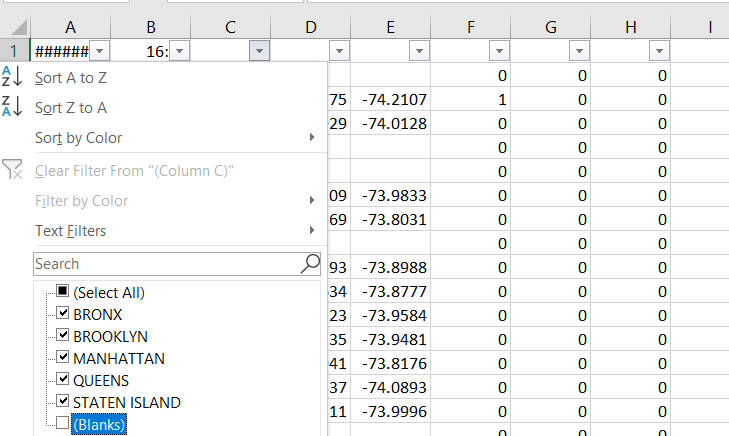 A B C D E F G H I
1 ###### 16:
Sort A to Z
Sort Z to A
Sort by Color
Clear Filter From "(Column C)"
Filter by Color
Text Filters
Search
(Select All)
BRONX
BROOKLYN
MANHATTAN
QUEENS
STATEN ISLAND
(Blanks)
0 0 0
75 -74.2107 1 0 0
29 -74.0128 0 0 0
0 0 0
0 0 0
09 -73.9833 0 0 0
69 -73.8031 0 0 0
0 0 0
93 -73.8988 0 0 0
34 -73.8777 0 0 0
23 -73.9584 0 0 0
35 -73.9481 0 0 0
41 -73.8176 0 0 0
37 -74.0893 0 0 0
11 -73.9996 0 0 0
0 0 0